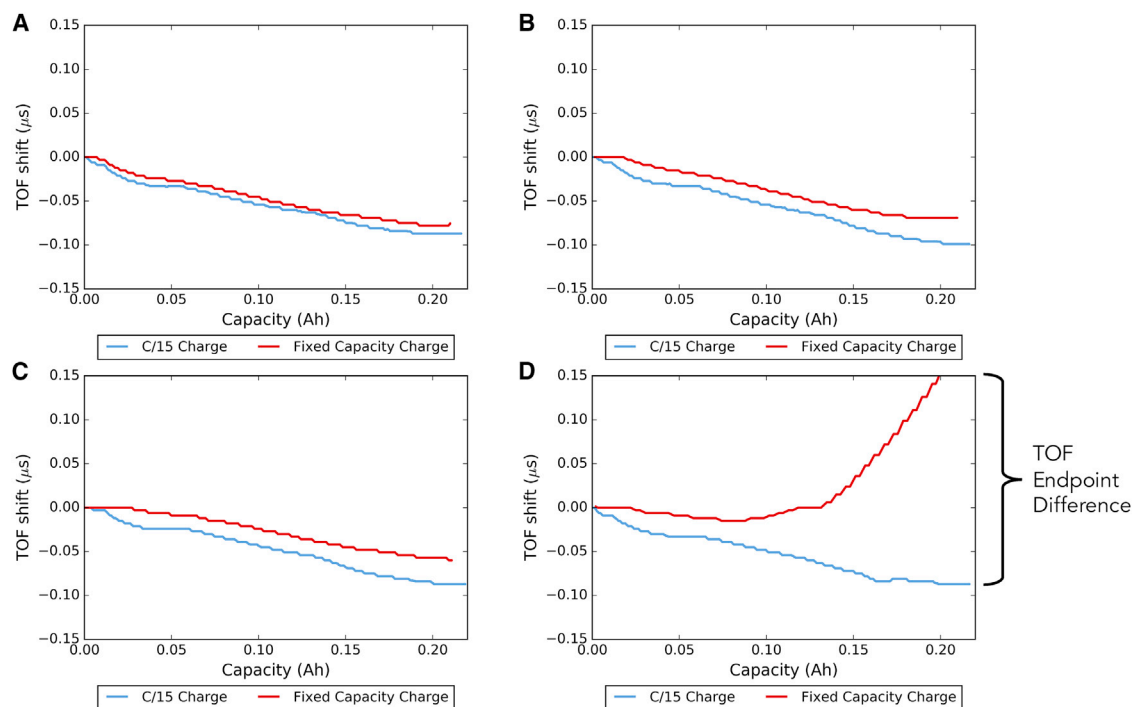 A
TOF shift (μs)
0.15
0.10
0.05
0.00
−0.05
−0.10
−0.15
0.00 0.05 0.10 0.15 0.20
Capacity (Ah)
C/15 Charge Fixed Capacity Charge
B
TOF shift (μs)
0.15
0.10
0.05
0.00
−0.05
−0.10
−0.15
0.00 0.05 0.10 0.15 0.20
Capacity (Ah)
C/15 Charge Fixed Capacity Charge
C
TOF shift (μs)
0.15
0.10
0.05
0.00
−0.05
−0.10
−0.15
0.00 0.05 0.10 0.15 0.20
Capacity (Ah)
C/15 Charge Fixed Capacity Charge
D
TOF shift (μs)
0.15
0.10
0.05
0.00
−0.05
−0.10
−0.15
0.00 0.05 0.10 0.15 0.20
Capacity (Ah)
C/15 Charge Fixed Capacity Charge
TOF
Endpoint
Difference